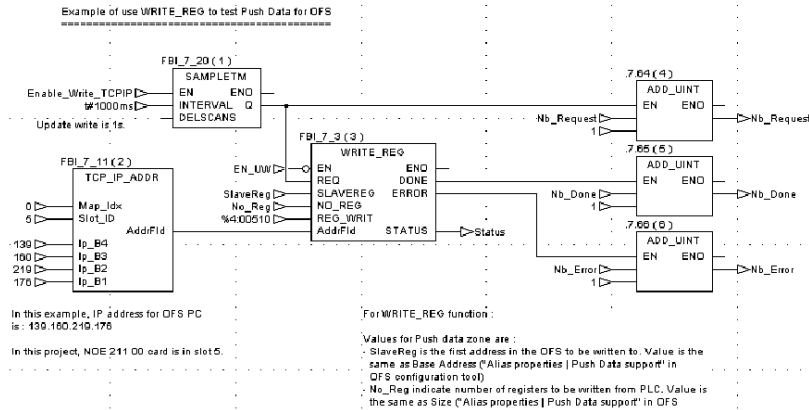 Example of use WRITE_REG to test Push Data for OFS
FBI_7_20 ( 1 )
SAMPLETM
Enable_Write_TCPIP EN ENO
t#1000ms INTERVAL Q
DELSCANS
Update write is 1s.
.7.64 ( 4 )
ADD_UINT
EN ENO
Nb_Request Nb_Request
1
FBI_7_3 ( 3 )
WRITE_REG
EN_UW EN ENO
REQ DONE
SlaveReg SLAVEREG ERROR
No_Reg NO_REG
%4:00510 REG_WRIT
AddrFld STATUS Status
.7.65 ( 5 )
ADD_UINT
EN ENO
Nb_Done Nb_Done
1
FBI_7_11 ( 2 )
TCP_IP_ADDR
0 Map_Idx
5 Slot_ID
AddrFld
139 Ip_B4
160 Ip_B3
219 Ip_B2
176 Ip_B1
.7.66 ( 6 )
ADD_UINT
EN ENO
Nb_Error Nb_Error
1
In this example, IP address for OFS PC
is : 139.160.219.176
In this project, NOE 211 00 card is in slot 5.
For WRITE_REG function :
Values for Push data zone are :
- SlaveReg is the first address in the OFS to be written to. Value is the
same as Base Address ("Alias properties | Push Data support" in
OFS configuration tool)
- No_Reg indicate number of registers to be written from PLC. Value is
the same as Size ("Alias properties | Push Data support" in OFS